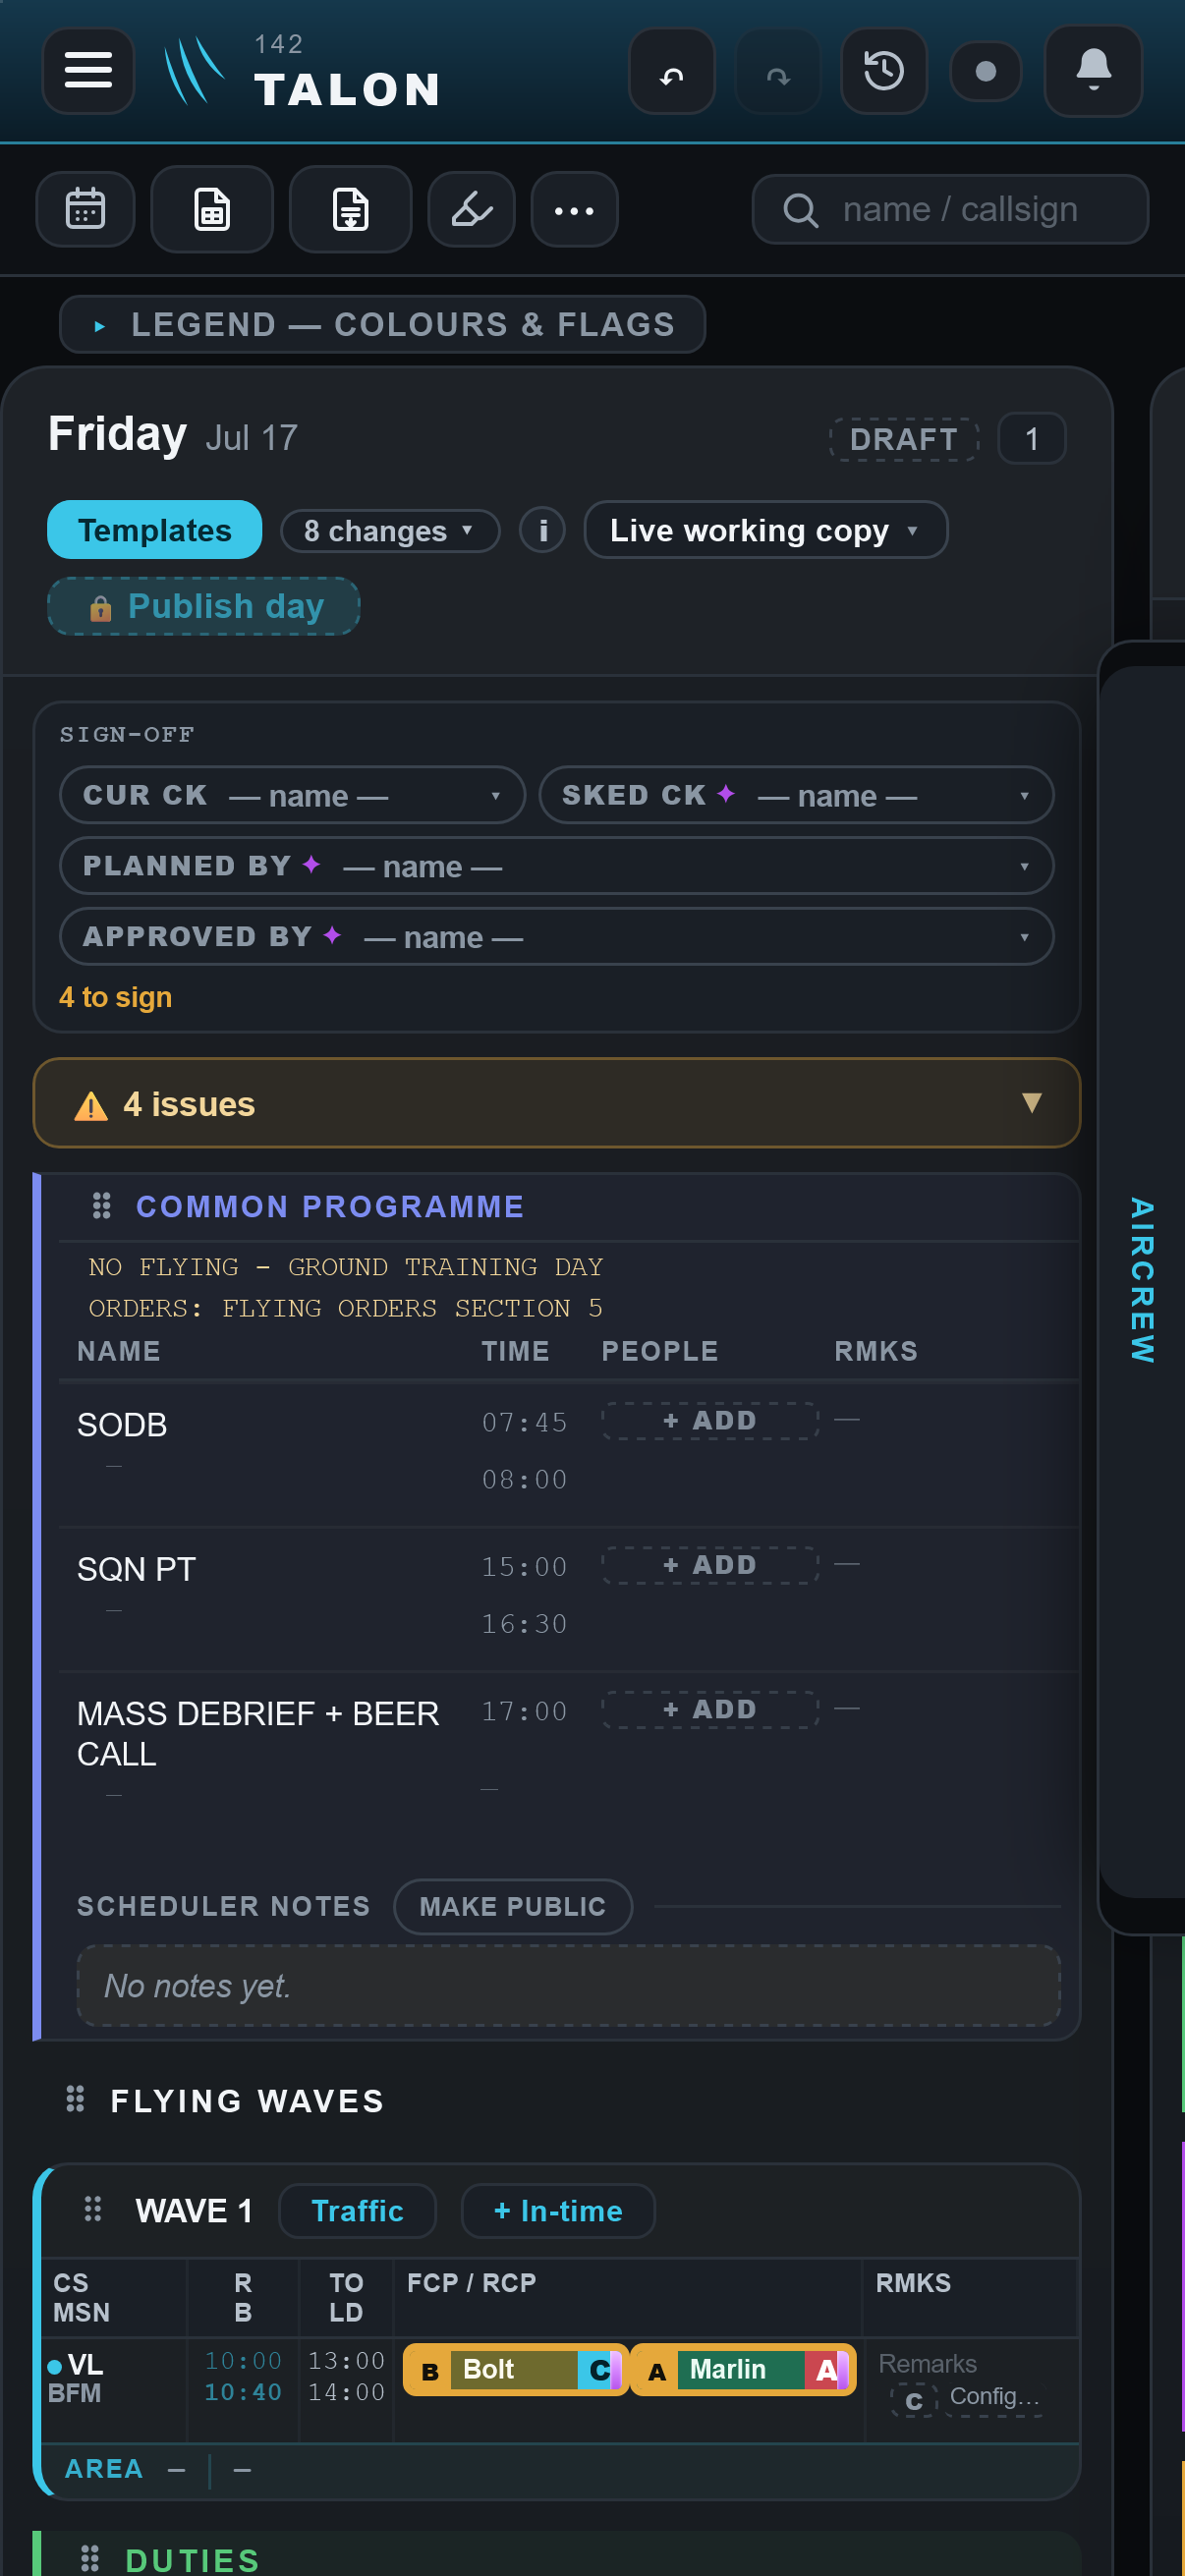 142
TALON
name / callsign
LEGEND — COLOURS & FLAGS
Friday Jul 17 DRAFT 1
Templates 8 changes i Live working copy
Publish day
SIGN-OFF
CUR CK — name — SKED CK — name —
PLANNED BY — name —
APPROVED BY — name —
4 to sign
4 issues
AIRCREW
COMMON PROGRAMME
NO FLYING - GROUND TRAINING DAY
ORDERS: FLYING ORDERS SECTION 5
NAME TIME PEOPLE RMKS
SODB 07:45 + ADD —
— 08:00
SQN PT 15:00 + ADD —
— 16:30
MASS DEBRIEF + BEER 17:00 + ADD —
CALL
— —
SCHEDULER NOTES MAKE PUBLIC
No notes yet.
FLYING WAVES
WAVE 1 Traffic + In-time
CS R TO FCP / RCP RMKS
MSN B LD
VL 10:00 13:00 B Bolt C A Marlin A Remarks
BFM 10:40 14:00 C Config...
AREA — —
DUTIES